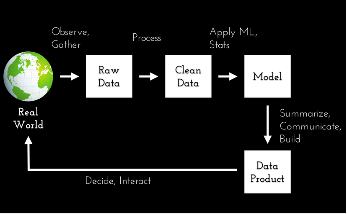 Observe,
Gather
Process
Apply ML,
Stats
Raw
Data
Clean
Data
Model
Real
World
Summarize,
Communicate,
Build
Data
Product
Decide, Interact